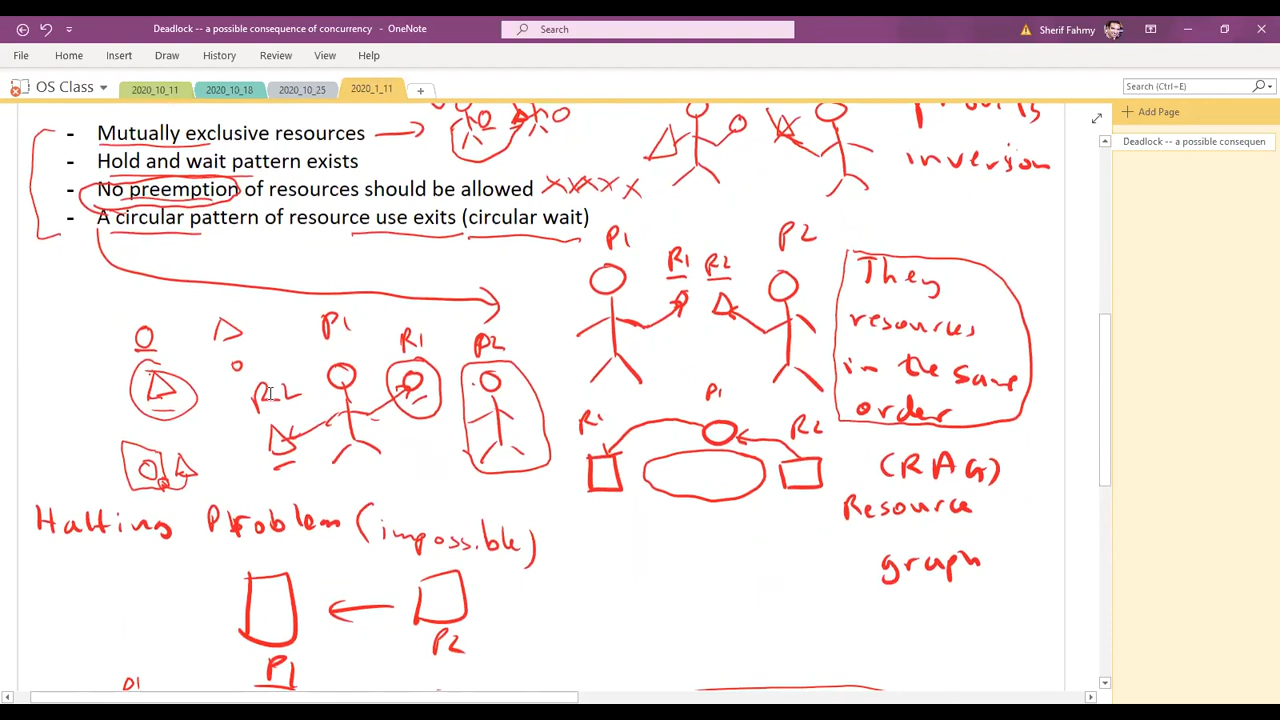 Deadlock -- a possible consequence of concurrency - OneNote
Search
Sherif Fahmy
File Home Insert Draw History Review View Help
OS Class
2020_10_11 2020_10_18 2020_10_25 2020_1_11
Search (Ctrl+E)
Add Page
Deadlock -- a possible consequen
- Mutually exclusive resources
- Hold and wait pattern exists
- No preemption of resources should be allowed
- A circular pattern of resource use exits (circular wait)
inversion
P1 P2
R1 R2
They
resources
in the same
order
P1 R1 P2
R2
P1
R1 R2
(RAG)
Resource
graph
Halting Problem (impossible)
P2
P1